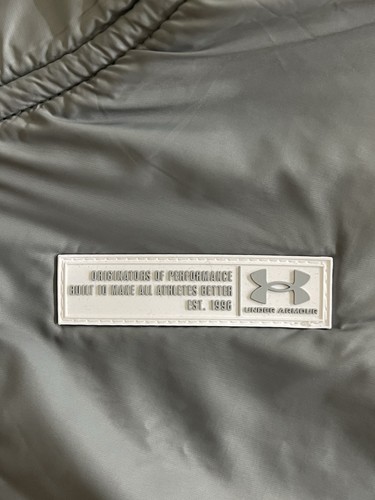 ORIGINATORS OF PERFORMANCE
BUILT TO MAKE ALL ATHLETES BETTER
EST. 1996
UNDER ARMOUR